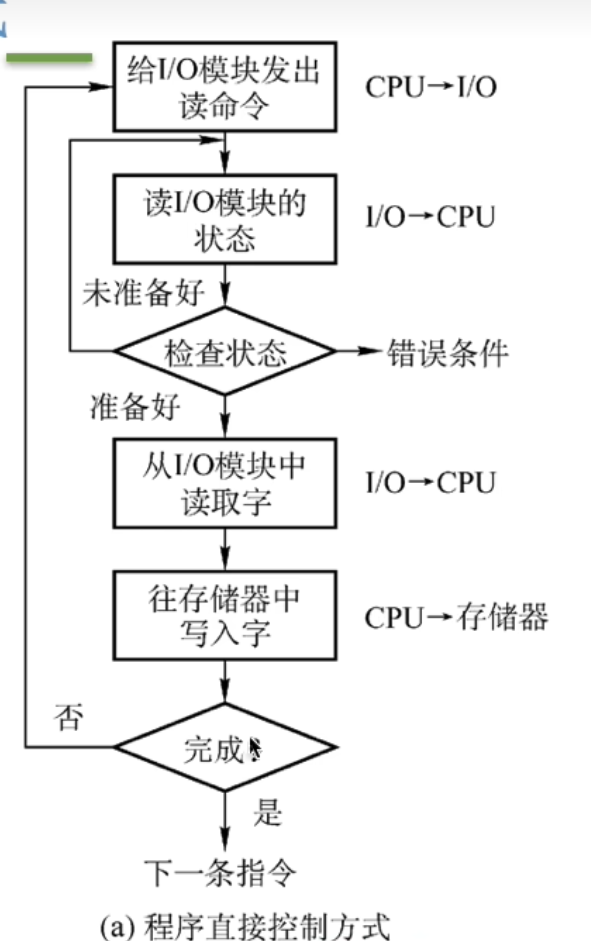 给I/O模块发出
读命令
CPU→I/O
读I/O模块的
状态
I/O→CPU
未准备好
检查状态
错误条件
准备好
从I/O模块中
读取字
I/O→CPU
往存储器中
写入字
CPU→存储器
否
完成?
是
下一条指令
(a) 程序直接控制方式